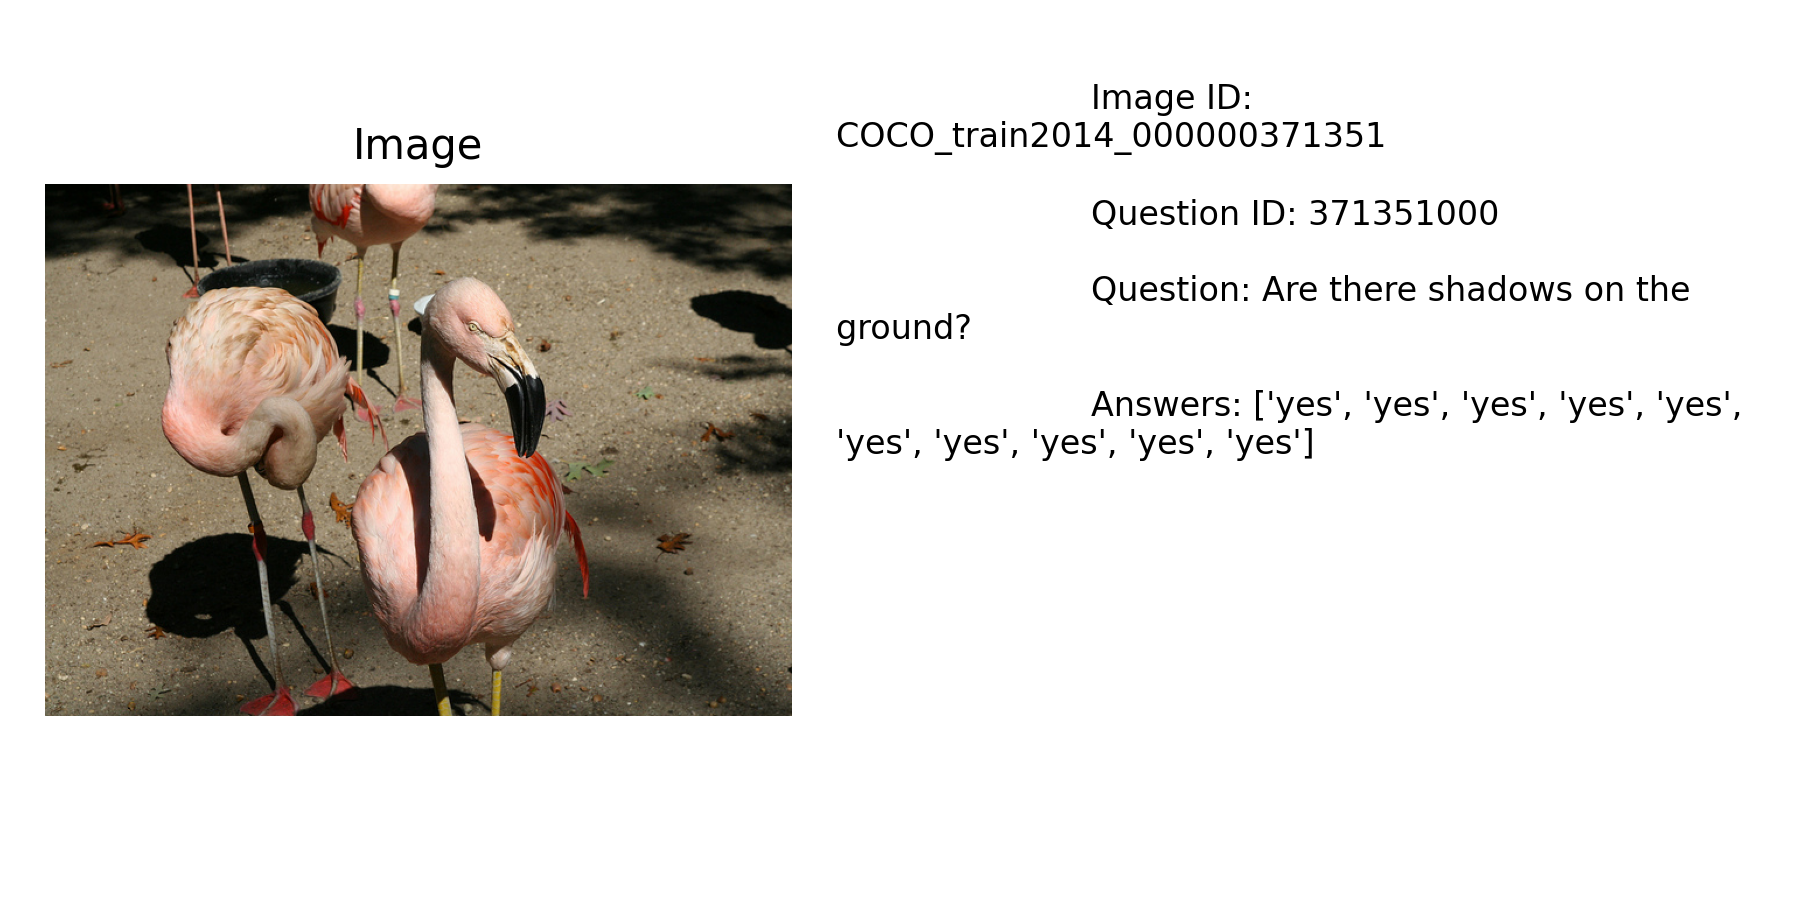 Image
Image ID:
COCO_train2014_000000371351
Question ID: 371351000
Question: Are there shadows on the
ground?
Answers: ['yes', 'yes', 'yes', 'yes', 'yes',
'yes', 'yes', 'yes', 'yes', 'yes']